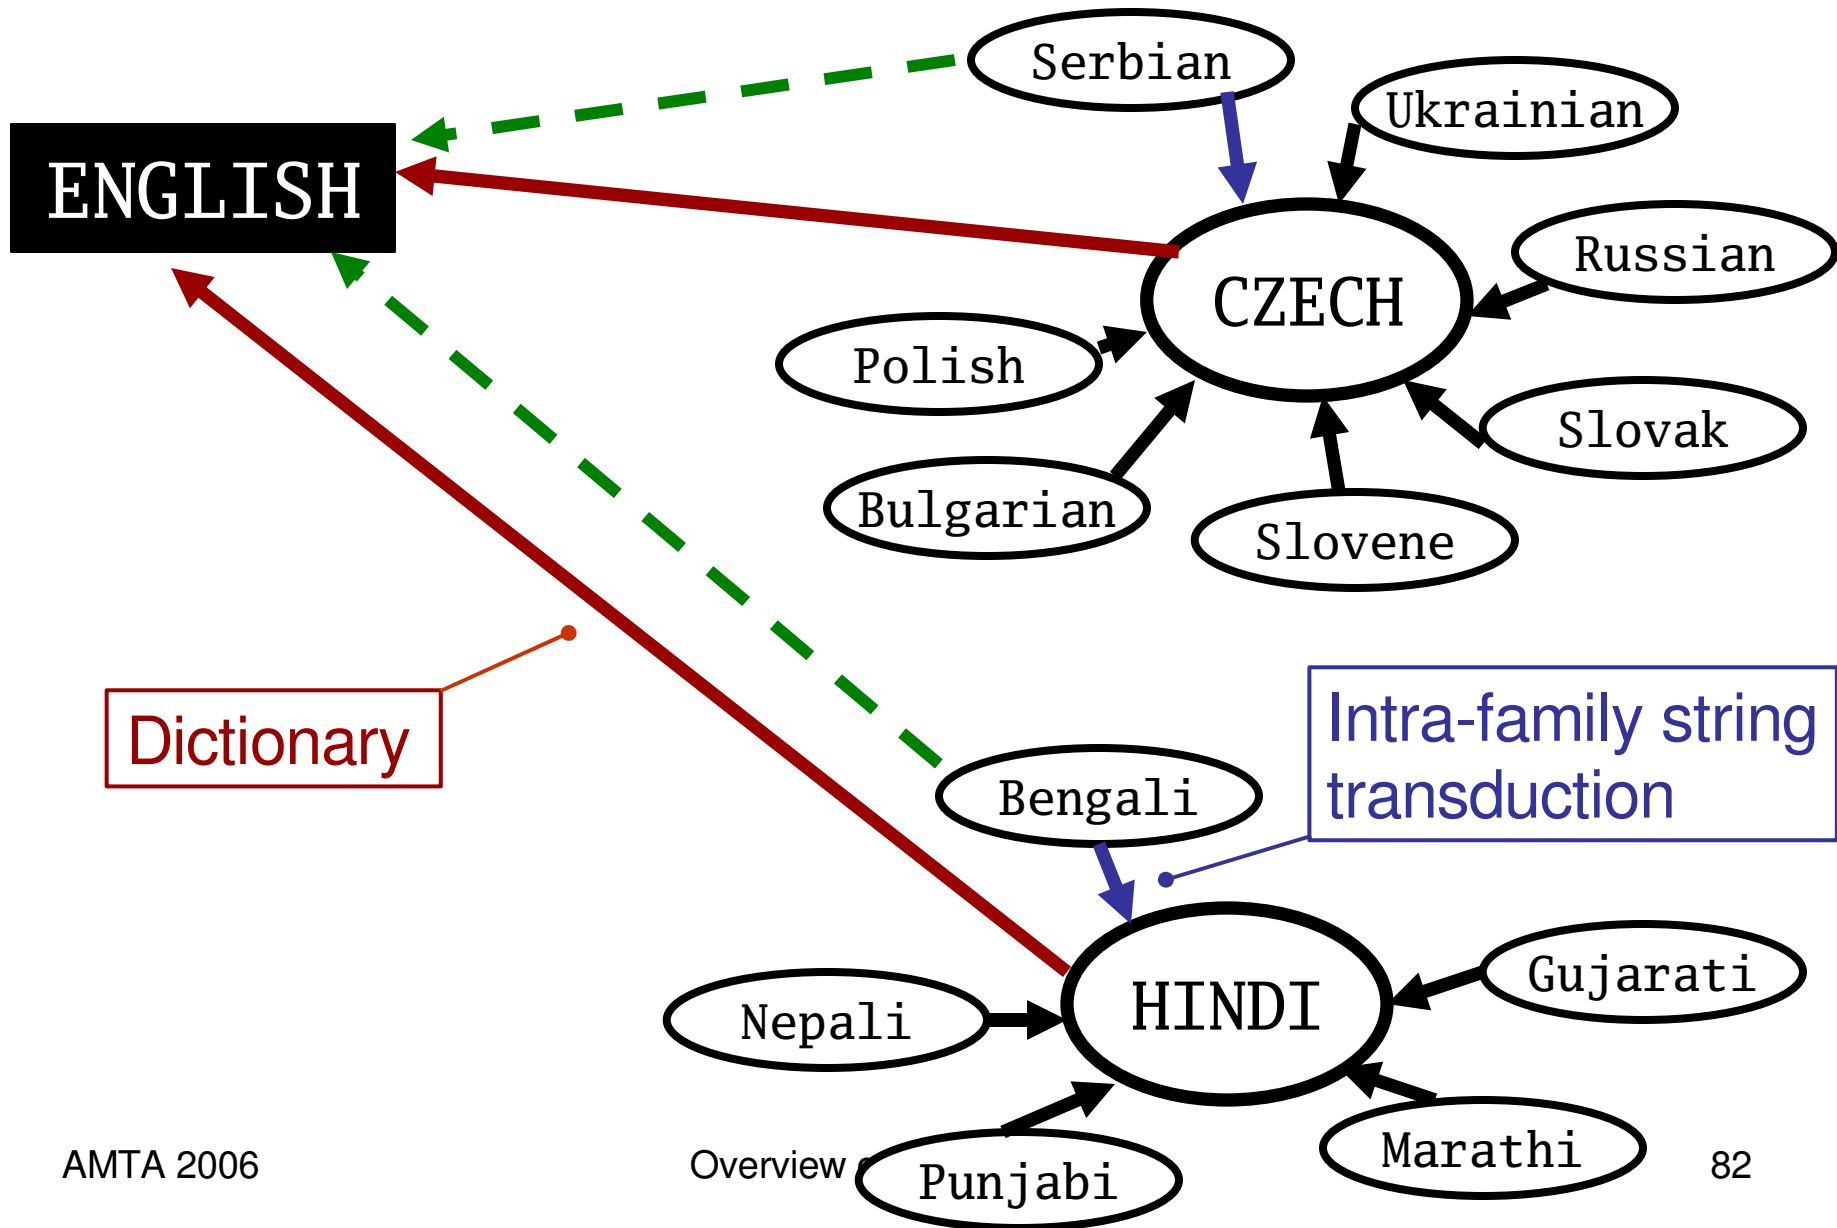 Serbian
Ukrainian
ENGLISH
Russian
CZECH
Polish
Slovak
Bulgarian
Slovene
Dictionary
Intra-family string
transduction
Bengali
Gujarati
HINDI
Nepali
Marathi
Punjabi
AMTA 2006
Overview
82